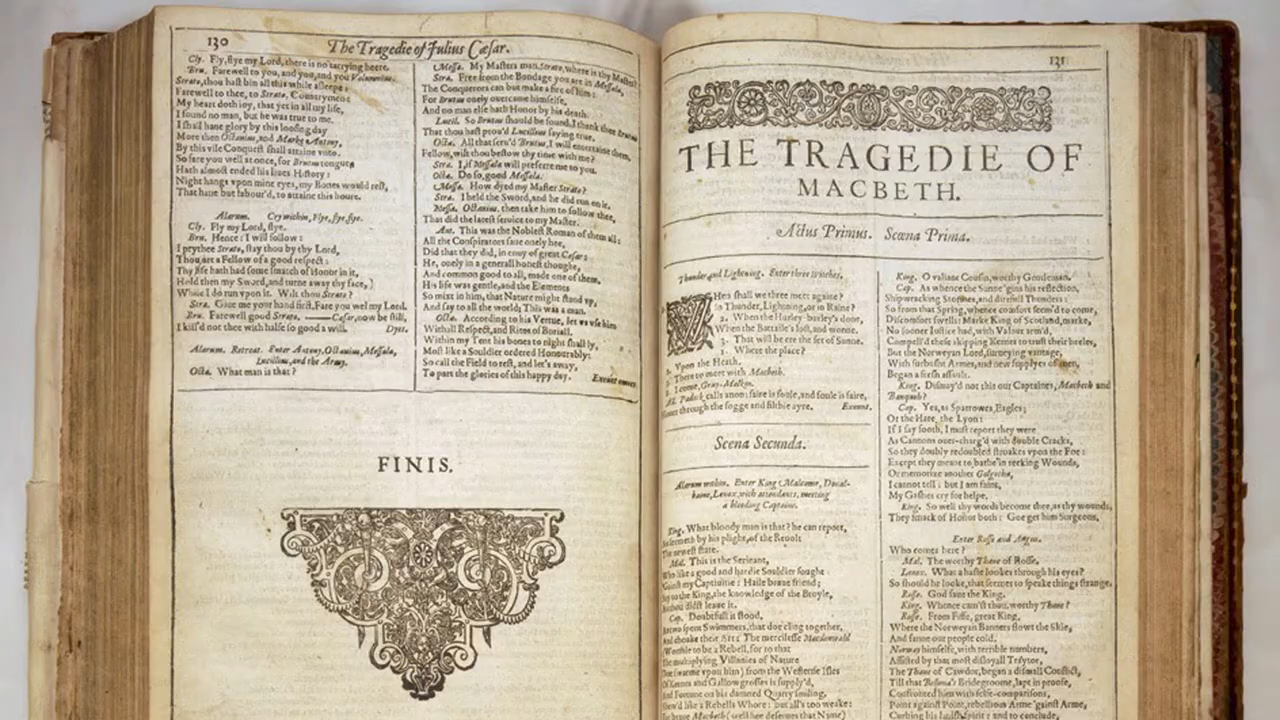 130
The Tragedie of Julius Cæsar.
Cly. Fly, flye my Lord, there is no tarrying heere.
Bru. Farewell to you, and you, and you Volumnius.
Strato, thou hast bin all this while asleepe:
Farewell to thee, to Strato, Countrymen:
My heart doth ioy, that yet in all my life,
I found no man, but he was true to me.
I shall haue glory by this loosing day
More then Octauius, and Marke Antony,
By this vile Conquest shall attaine vnto.
So fare you well at once, for Brutus tongue
Hath almost ended his liues History:
Night hangs vpon mine eyes, my Bones would rest,
That haue but labour'd, to attaine this houre.
Alarum. Cry within, Flye, flye, flye.
Cly. Fly my Lord, flye.
Bru. Hence: I will follow:
I prythee Strato, stay thou by thy Lord,
Thou art a Fellow of a good respect:
Thy life hath had some smatch of Honor in it,
Hold then my Sword, and turne away thy face,
While I do run vpon it. Wilt thou Strato?
Stra. Giue me your hand first. Fare you wel my Lord.
Bru. Farewell good Strato. —— Cæsar, now be still,
I kill'd not thee with halfe so good a will. Dyes.
Alarum. Retreat. Enter Antony, Octauius, Messala,
Lucillius, and the Army.
Octa. What man is that?
Messa. My Masters man. Strato, where is thy Master?
Stra. Free from the Bondage you are in Messala,
The Conquerors can but make a fire of him:
For Brutus onely ouercame himselfe,
And no man else hath Honor by his death.
Lucil. So Brutus should be found. I thank thee Brutus
That thou hast prou'd Lucillius saying true.
Octa. All that seru'd Brutus, I will entertaine them.
Fellow, wilt thou bestow thy time with me?
Stra. I, if Messala will preferre me to you.
Octa. Do so, good Messala.
Messa. How dyed my Master Strato?
Stra. I held the Sword, and he did run on it.
Messa. Octauius, then take him to follow thee,
That did the latest seruice to my Master.
Ant. This was the Noblest Roman of them all:
All the Conspirators saue onely hee,
Did that they did, in enuy of great Cæsar:
He, onely in a generall honest thought,
And common good to all, made one of them.
His life was gentle, and the Elements
So mixt in him, that Nature might stand vp,
And say to all the world; This was a man.
Octa. According to his Vertue, let vs vse him
Withall Respect, and Rites of Buriall.
Within my Tent his bones to night shall ly,
Most like a Souldier ordered Honourably:
So call the Field to rest, and let's away,
To part the glories of this happy day. Exeunt omnes.
FINIS.
131
THE TRAGEDIE OF
MACBETH.
Actus Primus. Scœna Prima.
Thunder and Lightning. Enter three Witches.
WHen shall we three meet againe?
In Thunder, Lightning, or in Raine?
2. When the Hurley-burley's done,
When the Battaile's lost, and wonne.
3. That will be ere the set of Sunne.
1. Where the place?
2. Vpon the Heath.
3. There to meet with Macbeth.
1. I come, Gray-Malkin.
All. Padock calls anon: faire is foule, and foule is faire,
Houer through the fogge and filthie ayre. Exeunt.
Scena Secunda.
Alarum within. Enter King, Malcome, Donal-
baine, Lenox, with attendants, meeting
a bleeding Captaine.
King. What bloody man is that? he can report,
As seemeth by his plight, of the Reuolt
The newest state.
Mal. This is the Serieant,
Who like a good and hardie Souldier fought
'Gainst my Captiuitie: Haile braue friend;
Say to the King, the knowledge of the Broyle,
As thou didst leaue it.
Cap. Doubtfull it stood,
As two spent Swimmers, that doe cling together,
And choake their Art: The mercilesse Macdonwald
(Worthie to be a Rebell, for to that
The multiplying Villanies of Nature
Doe swarme vpon him) from the Westerne Isles
Of Kernes and Gallowgrosses is supply'd,
And Fortune on his damned Quarry smiling,
Shew'd like a Rebells Whore: but all's too weake:
For braue Macbeth (well hee deserues that Name)
King. O valiant Cousin, worthy Gentleman.
Cap. As whence the Sunne 'gins his reflection,
Shipwracking Stormes, and direfull Thunders:
So from that Spring, whence comfort seem'd to come,
Discomfort swells: Marke King of Scotland, marke,
No sooner Iustice had, with Valour arm'd,
Compell'd these skipping Kernes to trust their heeles,
But the Norweyan Lord, surueying vantage,
With furbusht Armes, and new supplyes of men,
Began a fresh assault.
King. Dismay'd not this our Captaines, Macbeth and
Banquoh?
Cap. Yes, as Sparrowes, Eagles;
Or the Hare, the Lyon:
If I say sooth, I must report they were
As Cannons ouer-charg'd with double Cracks,
So they doubly redoubled stroakes vpon the Foe:
Except they meant to bathe in reeking Wounds,
Or memorize another Golgotha,
I cannot tell: but I am faint,
My Gashes cry for helpe.
King. So well thy words become thee, as thy wounds,
They smack of Honor both: Goe get him Surgeons.
Enter Rosse and Angus.
Who comes here?
Mal. The worthy Thane of Rosse.
Lenox. What a haste lookes through his eyes?
So should he looke, that seemes to speake things strange.
Rosse. God saue the King.
King. Whence cam'st thou, worthy Thane?
Rosse. From Fiffe, great King,
Where the Norweyan Banners flowt the Skie,
And fanne our people cold.
Norway himselfe, with terrible numbers,
Assisted by that most disloyall Traytor,
The Thane of Cawdor, began a dismall Conflict,
Till that Bellona's Bridegroome, lapt in proofe,
Confronted him with selfe-comparisons,
Point against Point, rebellious Arme 'gainst Arme,
Curbing his lauish spirit: and to conclude,